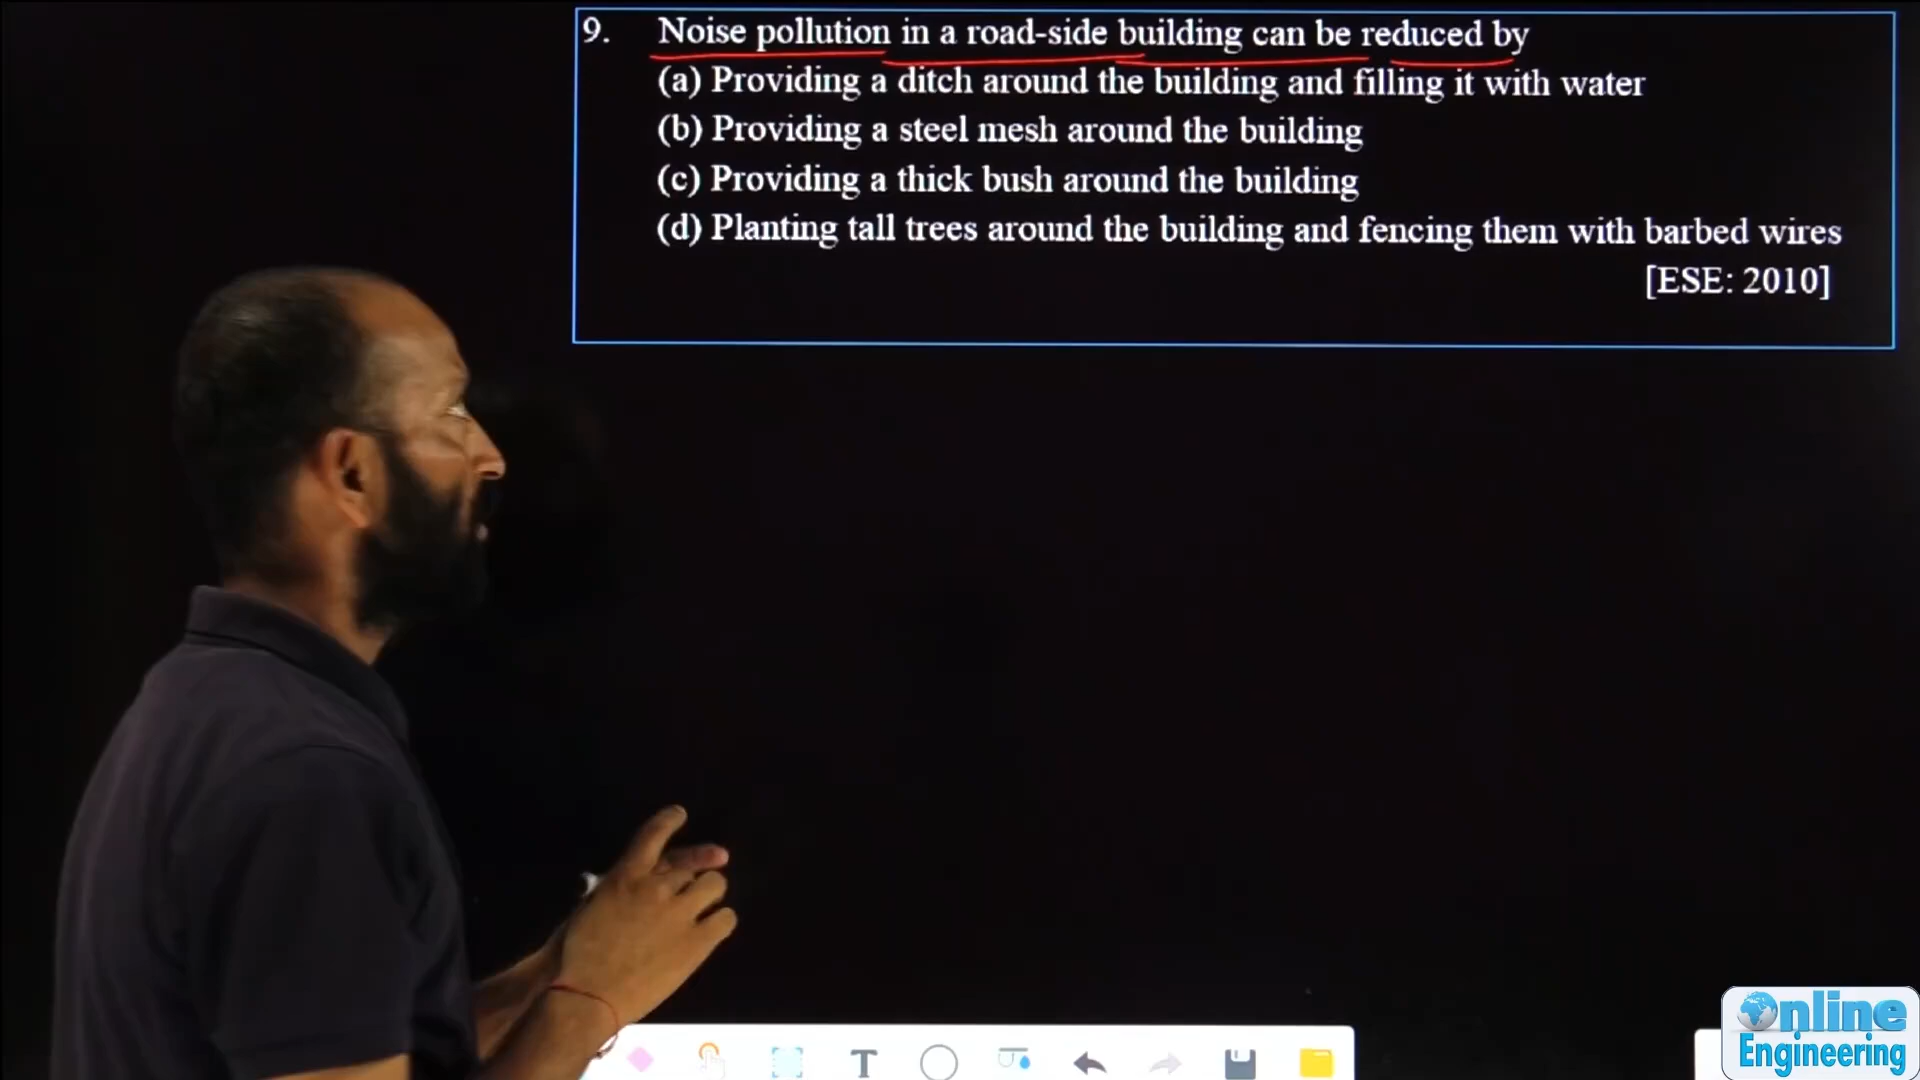 9. Noise pollution in a road-side building can be reduced by
(a) Providing a ditch around the building and filling it with water
(b) Providing a steel mesh around the building
(c) Providing a thick bush around the building
(d) Planting tall trees around the building and fencing them with barbed wires
[ESE: 2010]
T
Online
Engineering